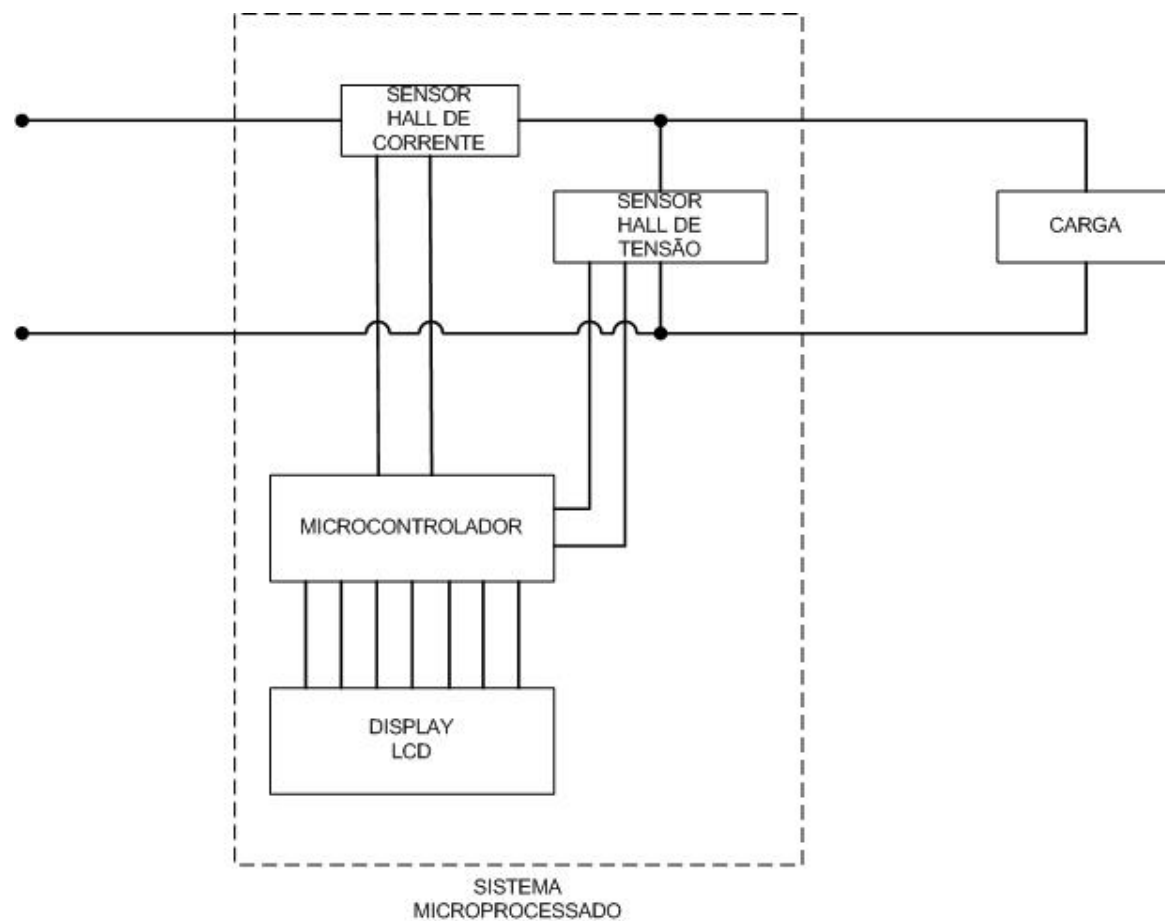 SENSOR
HALL DE
CORRENTE
SENSOR
HALL DE
TENSÃO
CARGA
MICROCONTROLADOR
DISPLAY
LCD
SISTEMA
MICROPROCESSADO